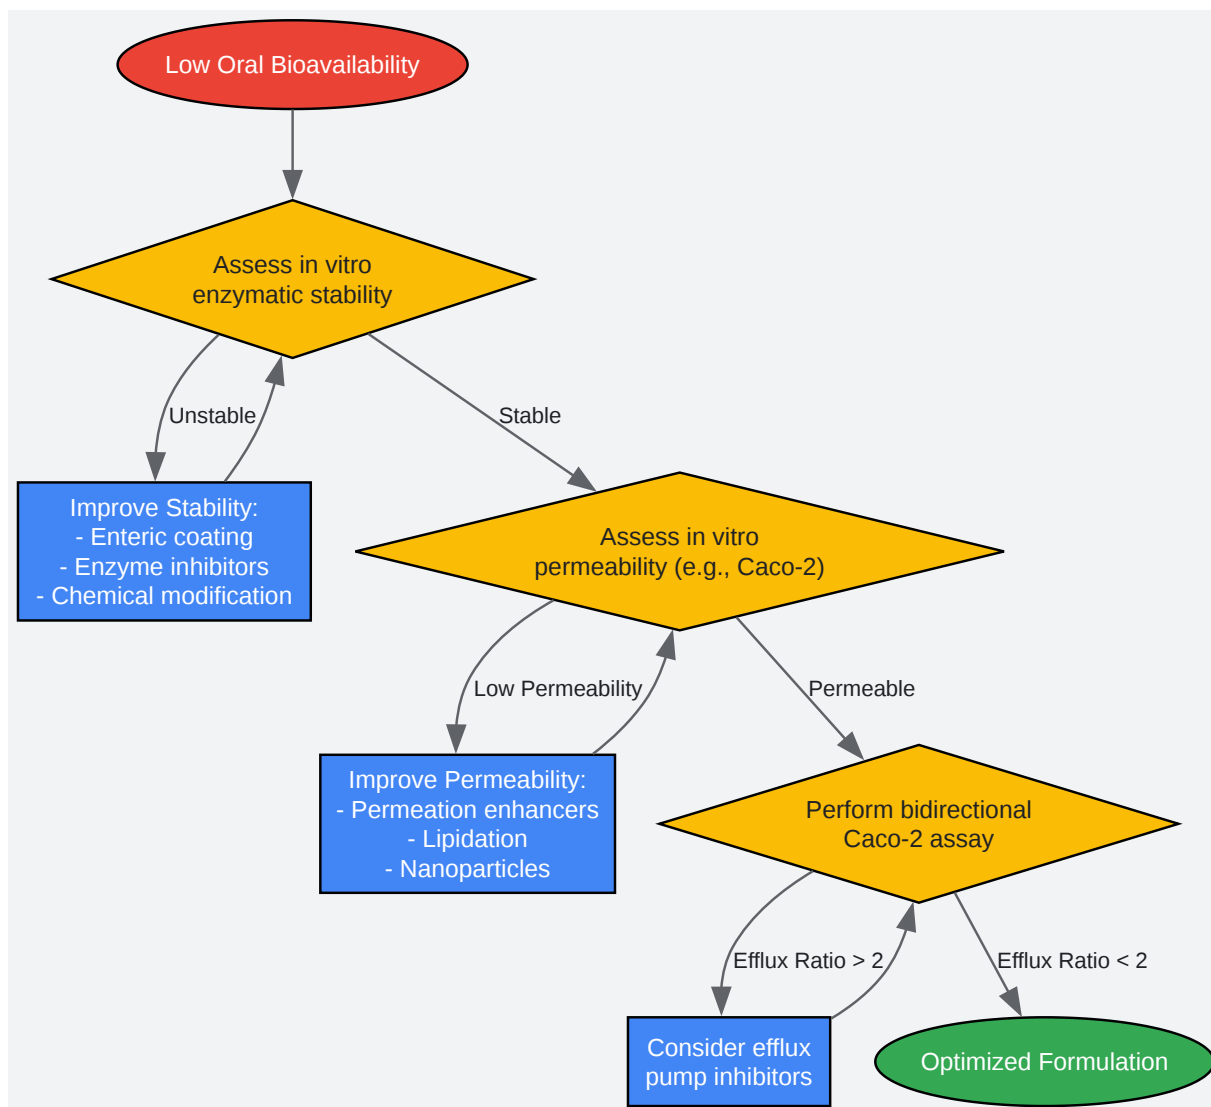 Low Oral Bioavailability
Assess in vitro
enzymatic stability
Unstable
Stable
Improve Stability:
- Enteric coating
- Enzyme inhibitors
- Chemical modification
Assess in vitro
permeability (e.g., Caco-2)
Low Permeability
Permeable
Improve Permeability:
- Permeation enhancers
- Lipidation
- Nanoparticles
Perform bidirectional
Caco-2 assay
Efflux Ratio > 2
Efflux Ratio < 2
Consider efflux
pump inhibitors
Optimized Formulation